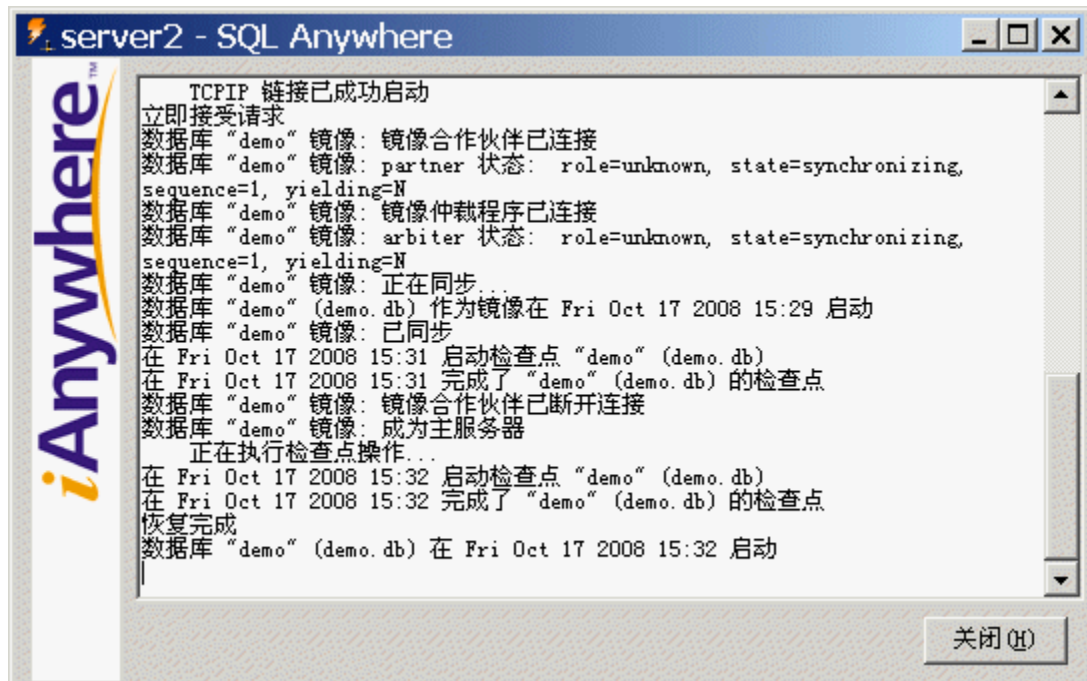 server2 - SQL Anywhere
iAnywhere™
TCPIP 链接已成功启动
立即接受请求
数据库 "demo" 镜像: 镜像合作伙伴已连接
数据库 "demo" 镜像: partner 状态: role=unknown, state=synchronizing,
sequence=1, yielding=N
数据库 "demo" 镜像: 镜像仲裁程序已连接
数据库 "demo" 镜像: arbiter 状态: role=unknown, state=synchronizing,
sequence=1, yielding=N
数据库 "demo" 镜像: 正在同步...
数据库 "demo" (demo.db) 作为镜像在 Fri Oct 17 2008 15:29 启动
数据库 "demo" 镜像: 已同步
在 Fri Oct 17 2008 15:31 启动检查点 "demo" (demo.db)
在 Fri Oct 17 2008 15:31 完成了 "demo" (demo.db) 的检查点
数据库 "demo" 镜像: 镜像合作伙伴已断开连接
数据库 "demo" 镜像: 成为主服务器
正在执行检查点操作...
在 Fri Oct 17 2008 15:32 启动检查点 "demo" (demo.db)
在 Fri Oct 17 2008 15:32 完成了 "demo" (demo.db) 的检查点
恢复完成
数据库 "demo" (demo.db) 在 Fri Oct 17 2008 15:32 启动
关闭(H)